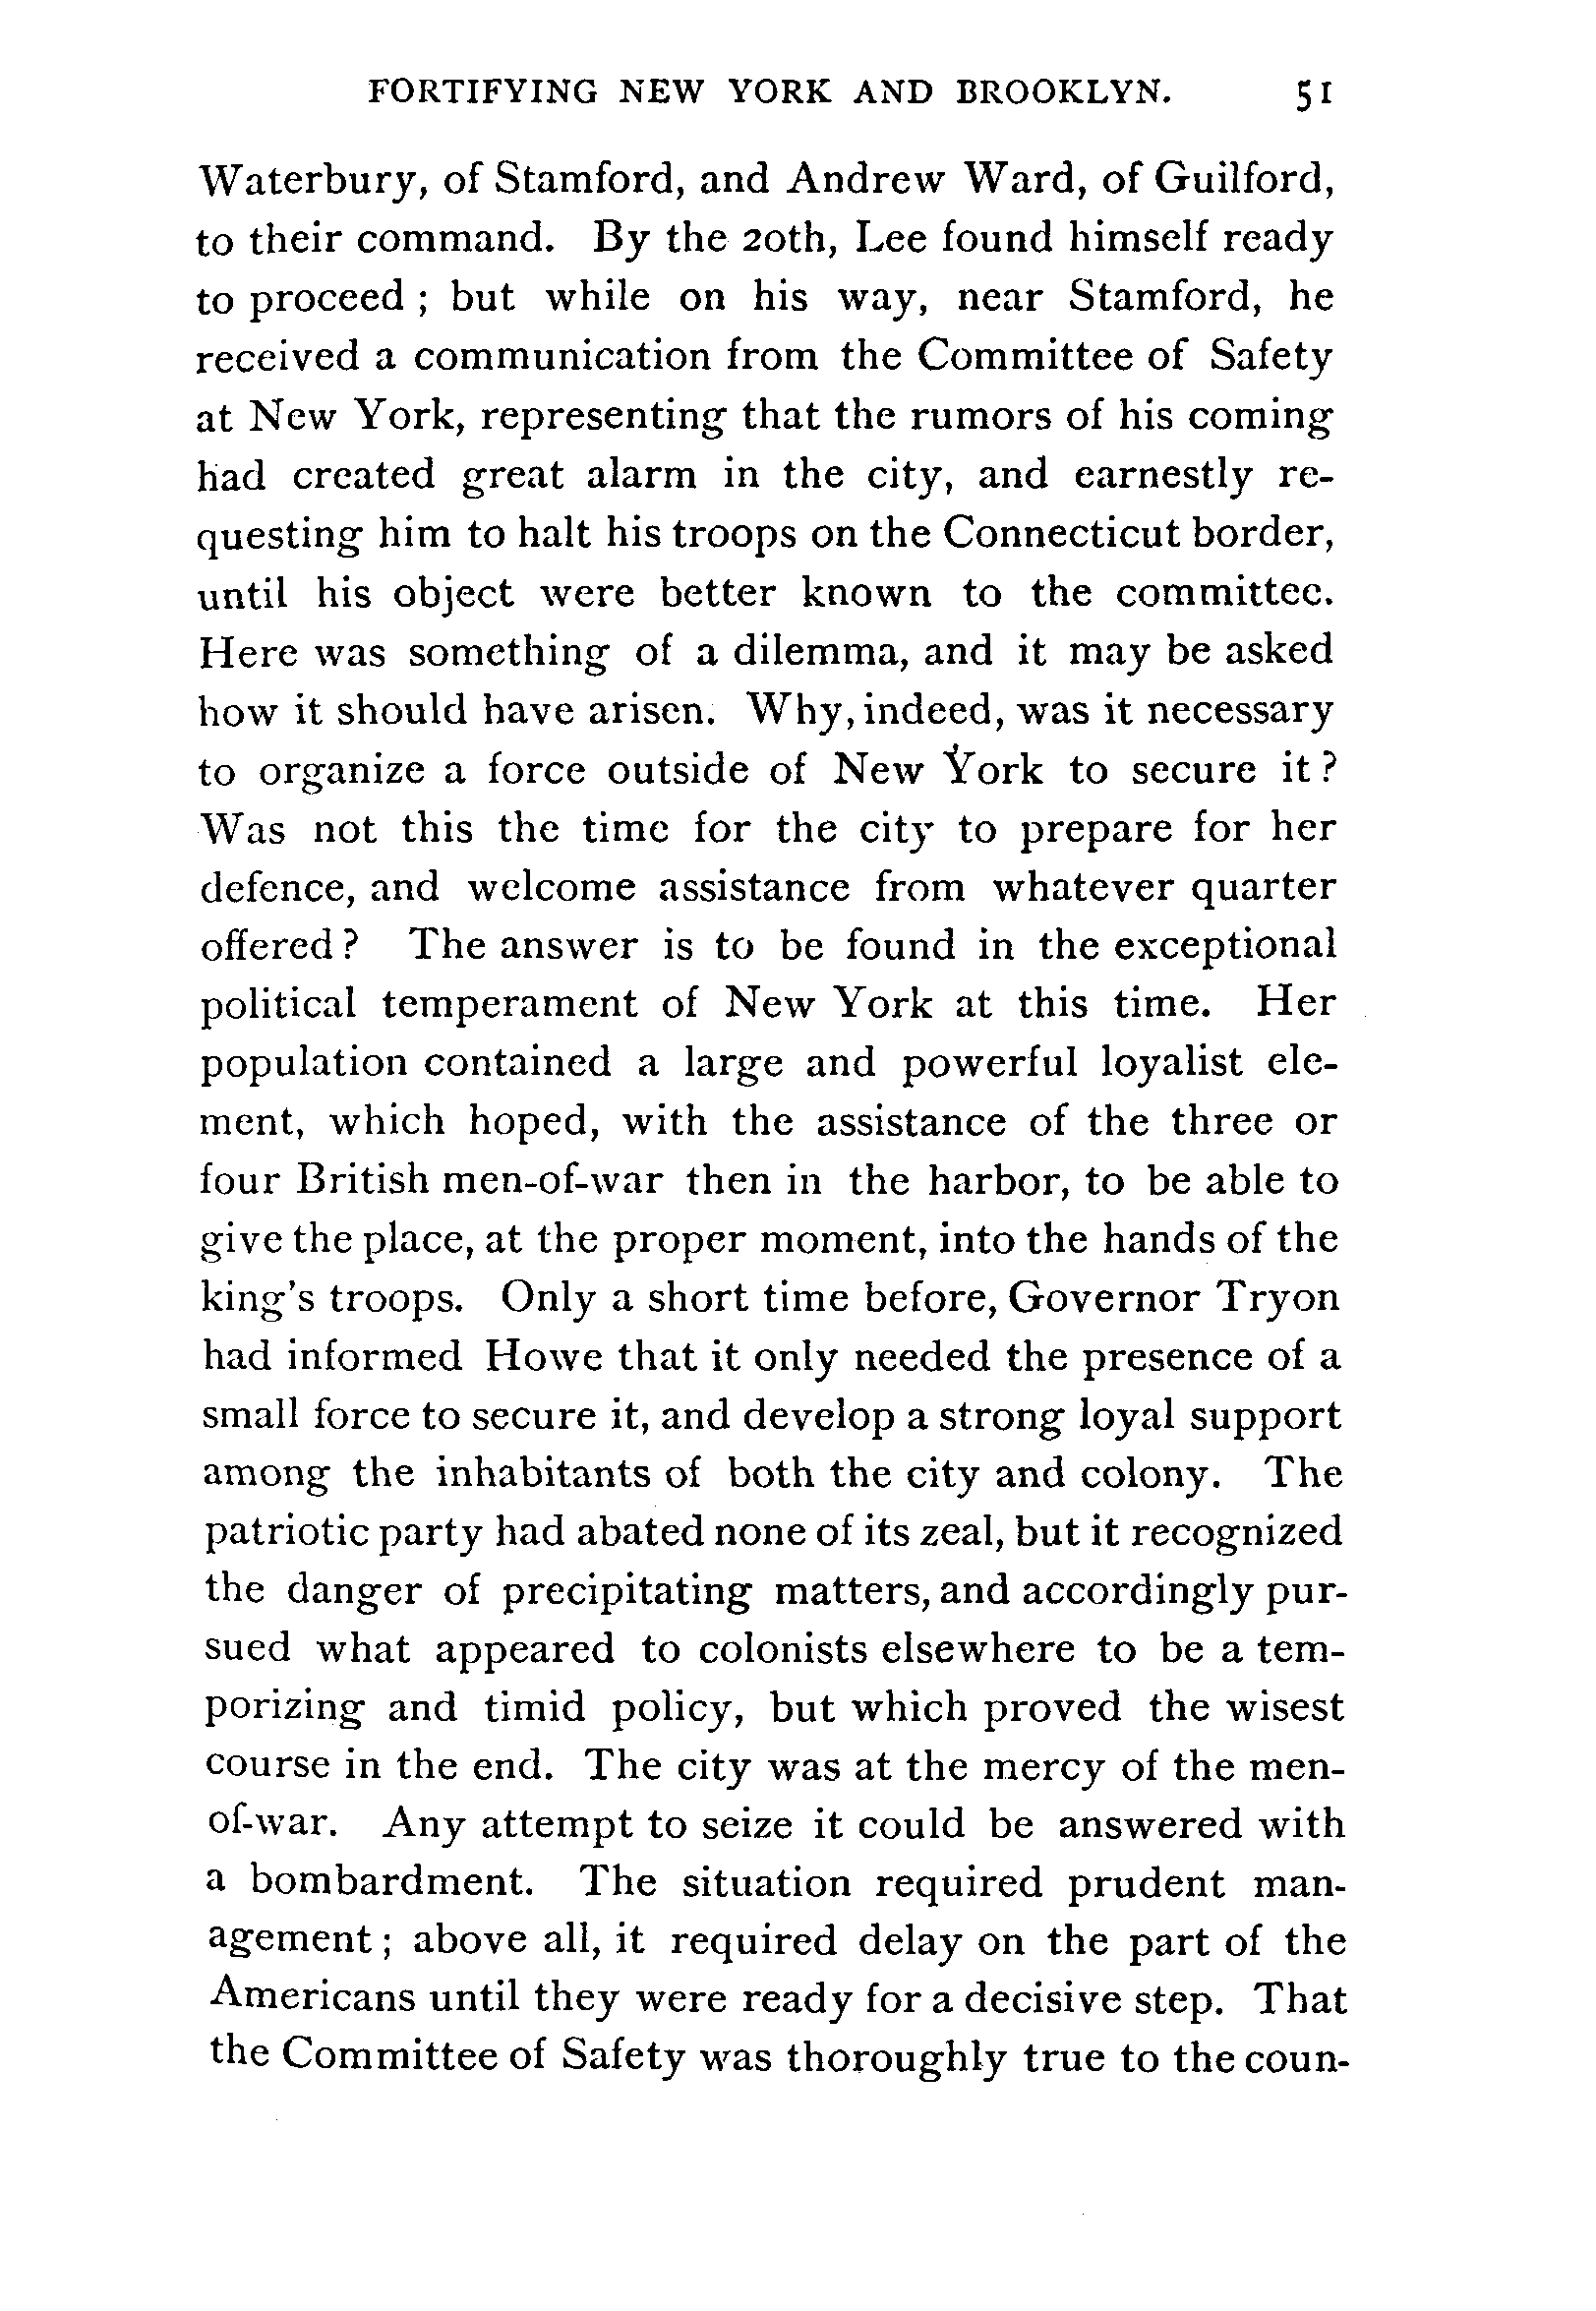 FORTIFYING NEW YORK AND BROOKLYN. 51
Waterbury, of Stamford, and Andrew Ward, of Guilford,
to their command. By the 20th, Lee found himself ready
to proceed ; but while on his way, near Stamford, he
received a communication from the Committee of Safety
at New York, representing that the rumors of his coming
had created great alarm in the city, and earnestly re-
questing him to halt his troops on the Connecticut border,
until his object were better known to the committee.
Here was something of a dilemma, and it may be asked
how it should have arisen. Why, indeed, was it necessary
to organize a force outside of New York to secure it ?
Was not this the time for the city to prepare for her
defence, and welcome assistance from whatever quarter
offered ? The answer is to be found in the exceptional
political temperament of New York at this time. Her
population contained a large and powerful loyalist ele-
ment, which hoped, with the assistance of the three or
four British men-of-war then in the harbor, to be able to
give the place, at the proper moment, into the hands of the
king's troops. Only a short time before, Governor Tryon
had informed Howe that it only needed the presence of a
small force to secure it, and develop a strong loyal support
among the inhabitants of both the city and colony. The
patriotic party had abated none of its zeal, but it recognized
the danger of precipitating matters, and accordingly pur-
sued what appeared to colonists elsewhere to be a tem-
porizing and timid policy, but which proved the wisest
course in the end. The city was at the mercy of the men-
of-war. Any attempt to seize it could be answered with
a bombardment. The situation required prudent man-
agement ; above all, it required delay on the part of the
Americans until they were ready for a decisive step. That
the Committee of Safety was thoroughly true to the coun-